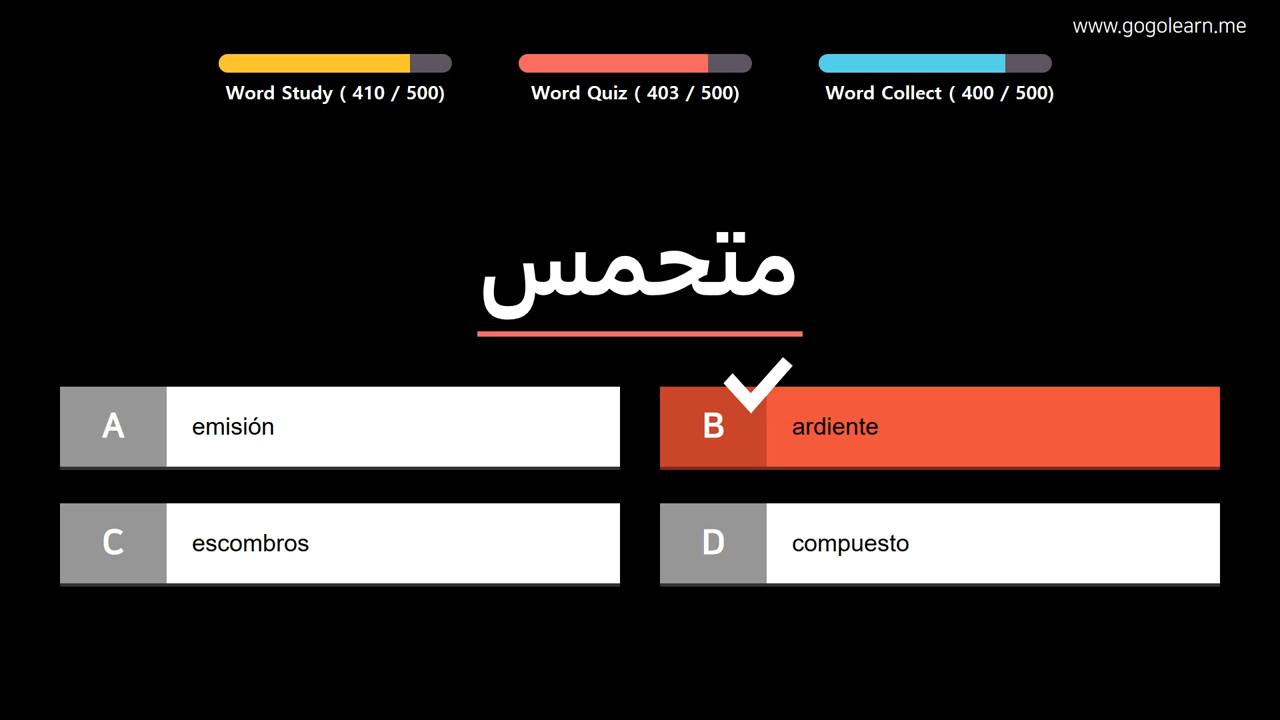 www.gogolearn.me
Word Study ( 410 / 500)
Word Quiz ( 403 / 500)
Word Collect ( 400 / 500)
متحمس
A emisión
B ardiente
C escombros
D compuesto